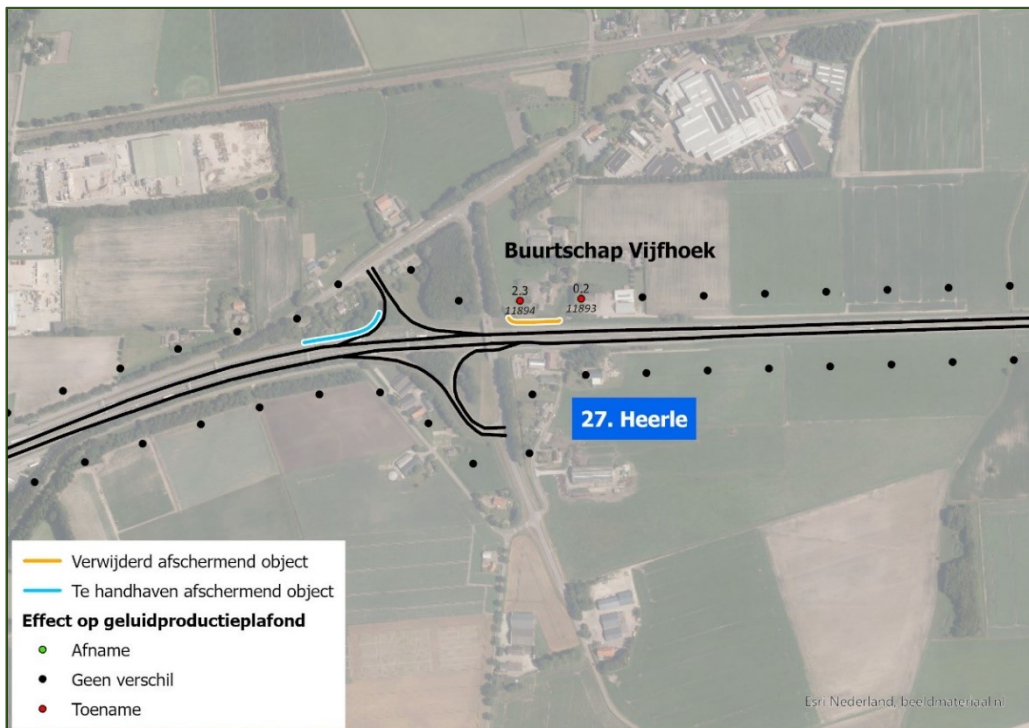 Buurtschap Vijfhoek
2.3
11894
0.2
11893
27. Heerle
Verwijderd afschermend object
Te handhaven afschermend object
Effect op geluidproductieplafond
Afname
Geen verschil
Toename
Esri Nederland, beeldmateriaal.nl